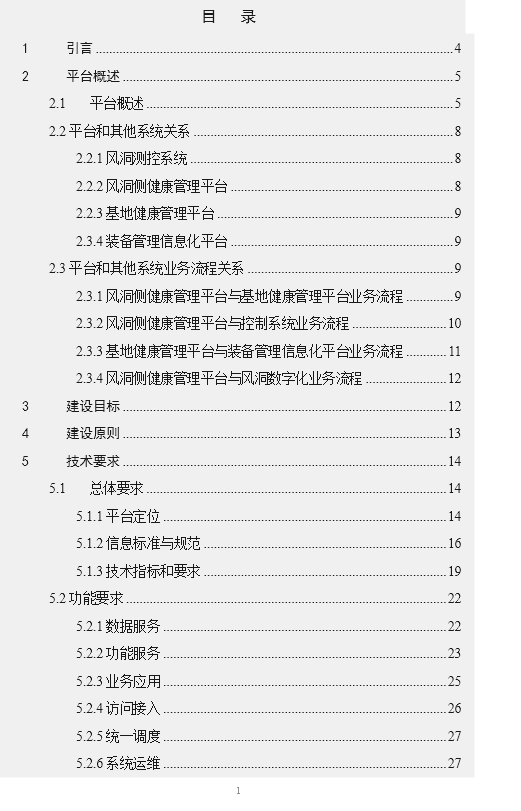 目 录
1 引言 4
2 平台概述 5
2.1 平台概述 5
2.2 平台和其他系统关系 8
2.2.1 风洞测控系统 8
2.2.2 风洞侧健康管理平台 8
2.2.3 基地健康管理平台 9
2.3.4 装备管理信息化平台 9
2.3 平台和其他系统业务流程关系 9
2.3.1 风洞侧健康管理平台与基地健康管理平台业务流程 9
2.3.2 风洞侧健康管理平台与控制系统业务流程 10
2.3.3 基地健康管理平台与装备管理信息化平台业务流程 11
2.3.4 风洞侧健康管理平台与风洞数字化业务流程 12
3 建设目标 12
4 建设原则 13
5 技术要求 14
5.1 总体要求 14
5.1.1 平台定位 14
5.1.2 信息标准与规范 16
5.1.3 技术指标和要求 19
5.2 功能要求 22
5.2.1 数据服务 22
5.2.2 功能服务 23
5.2.3 业务应用 25
5.2.4 访问接入 26
5.2.5 统一调度 27
5.2.6 系统运维 27
1